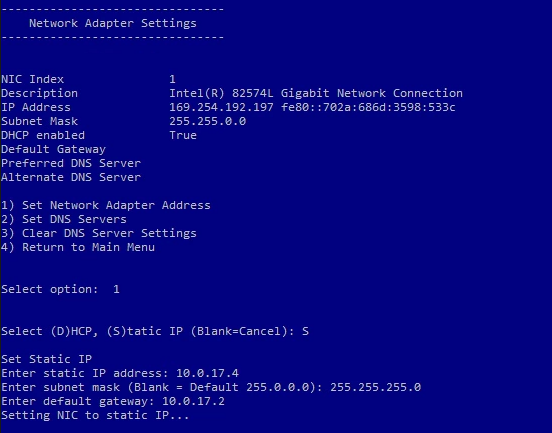 --------------------------------
Network Adapter Settings
--------------------------------
NIC Index 1
Description Intel(R) 82574L Gigabit Network Connection
IP Address 169.254.192.197 fe80::702a:686d:3598:533c
Subnet Mask 255.255.0.0
DHCP enabled True
Default Gateway
Preferred DNS Server
Alternate DNS Server
1) Set Network Adapter Address
2) Set DNS Servers
3) Clear DNS Server Settings
4) Return to Main Menu
Select option: 1
Select (D)HCP, (S)tatic IP (Blank=Cancel): S
Set Static IP
Enter static IP address: 10.0.17.4
Enter subnet mask (Blank = Default 255.0.0.0): 255.255.255.0
Enter default gateway: 10.0.17.2
Setting NIC to static IP...